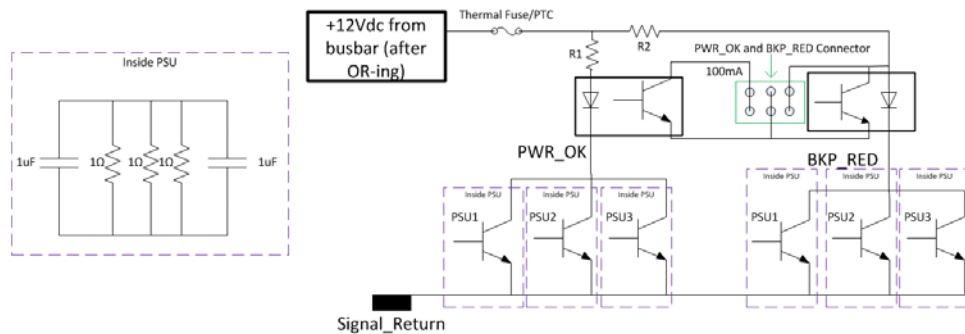 Inside PSU
1uF
1Ω
1Ω
1Ω
1uF
+12Vdc from
busbar (after
OR-ing)
Thermal Fuse/PTC
R1
R2
PWR_OK and BKP_RED Connector
100mA
PWR_OK
BKP_RED
Inside PSU
Inside PSU
Inside PSU
Inside PSU
Inside PSU
Inside PSU
PSU1
PSU2
PSU3
PSU1
PSU2
PSU3
Signal_Return